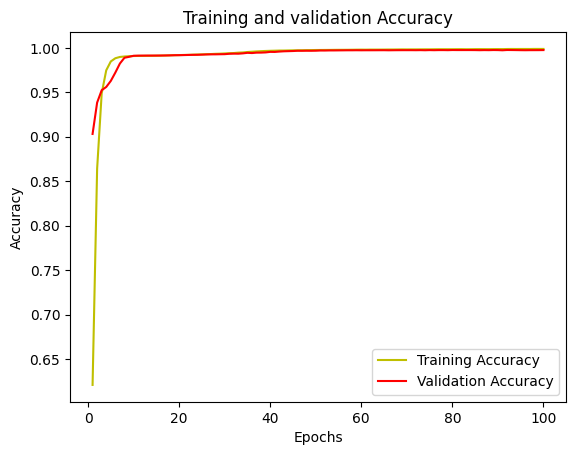 Training and validation Accuracy
1.00
0.95
0.90
0.85
0.80
0.75
0.70
0.65
Accuracy
Training Accuracy
Validation Accuracy
0
20
40
60
80
100
Epochs